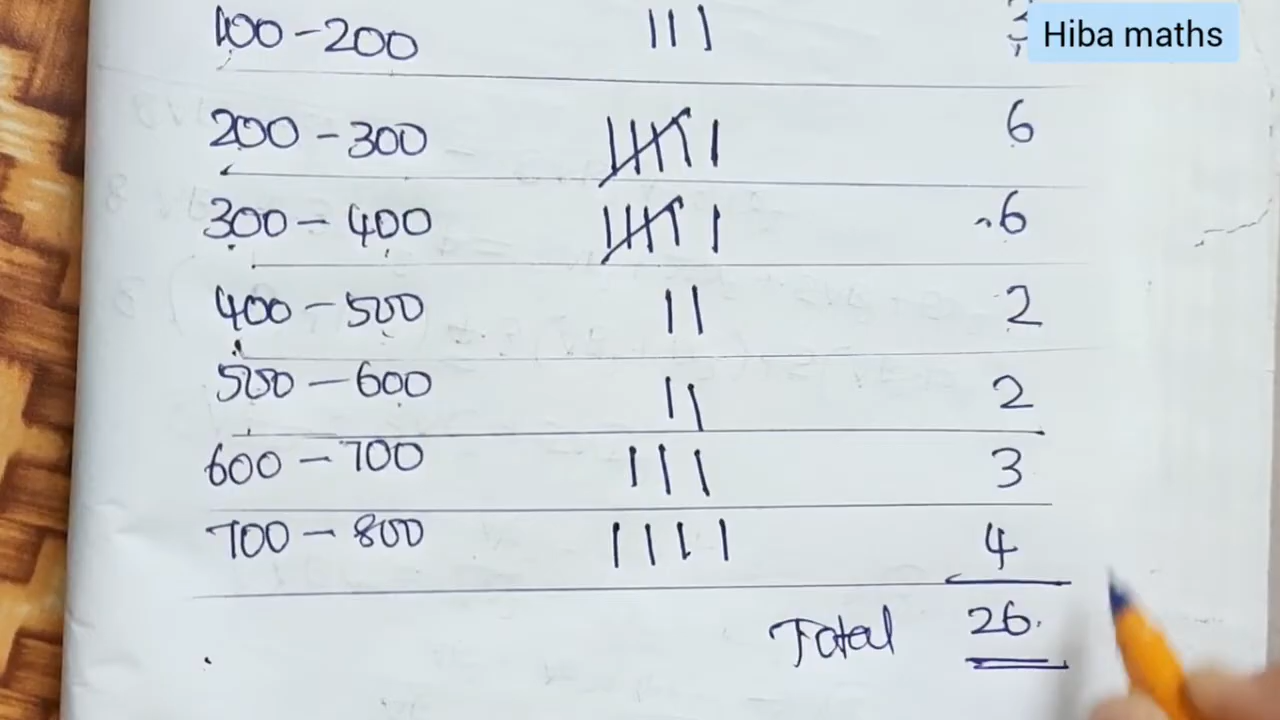 Hiba maths
100 - 200 ||| 3
200 - 300 |||| | 6
300 - 400 |||| | 6
400 - 500 || 2
500 - 600 || 2
600 - 700 ||| 3
700 - 800 |||| 4
Total 26